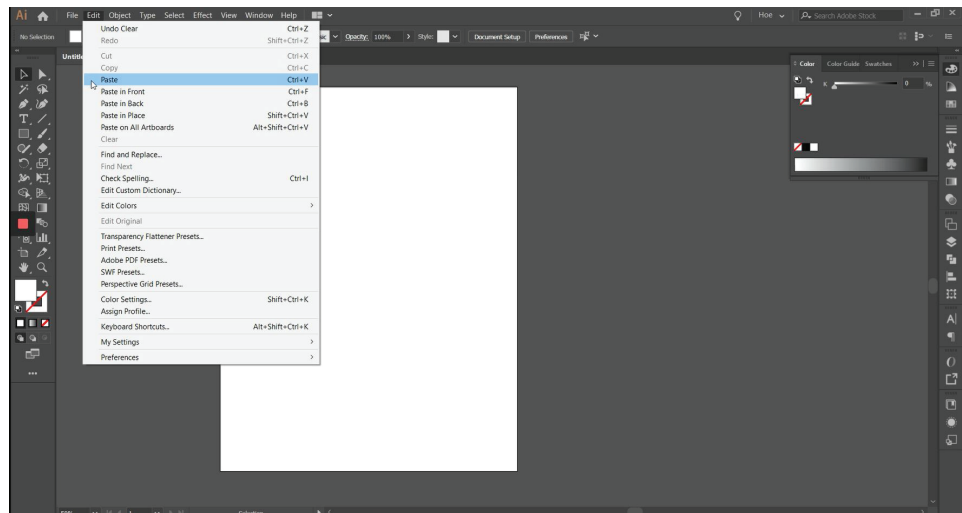 Ai File Edit Object Type Select Effect View Window Help Hoe Search Adobe Stock
No Selection Opacity: 100% Style: Document Setup Preferences
Undo Clear Ctrl+Z
Redo Shift+Ctrl+Z
Cut Ctrl+X
Copy Ctrl+C
Paste Ctrl+V
Paste in Front Ctrl+F
Paste in Back Ctrl+B
Paste in Place Shift+Ctrl+V
Paste on All Artboards Alt+Shift+Ctrl+V
Clear
Find and Replace...
Find Next
Check Spelling... Ctrl+I
Edit Custom Dictionary...
Edit Colors
Edit Original
Transparency Flattener Presets...
Print Presets...
Adobe PDF Presets...
SWF Presets...
Perspective Grid Presets...
Color Settings... Shift+Ctrl+K
Assign Profile...
Keyboard Shortcuts... Alt+Shift+Ctrl+K
My Settings
Preferences
Color Color Guide Swatches
K 0 %